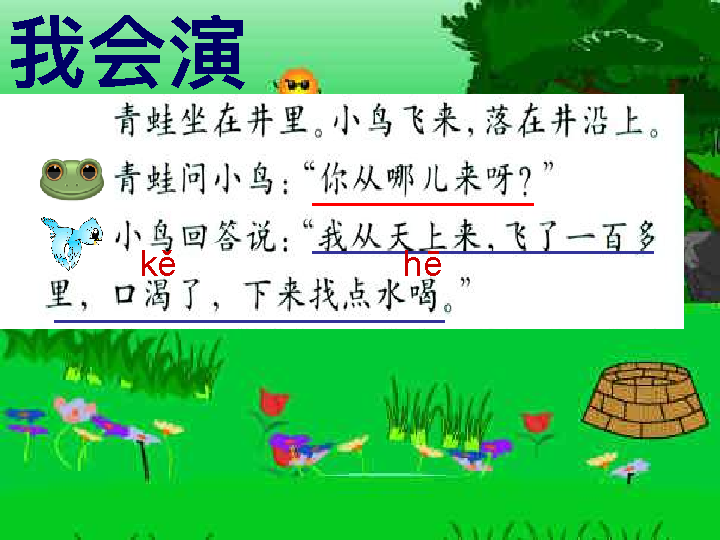 我会演
青蛙坐在井里。小鸟飞来，落在井沿上。
青蛙问小鸟：“你从哪儿来呀？”
小鸟回答说：“我从天上来，飞了一百多
kě hē
里，口渴了，下来找点水喝。”